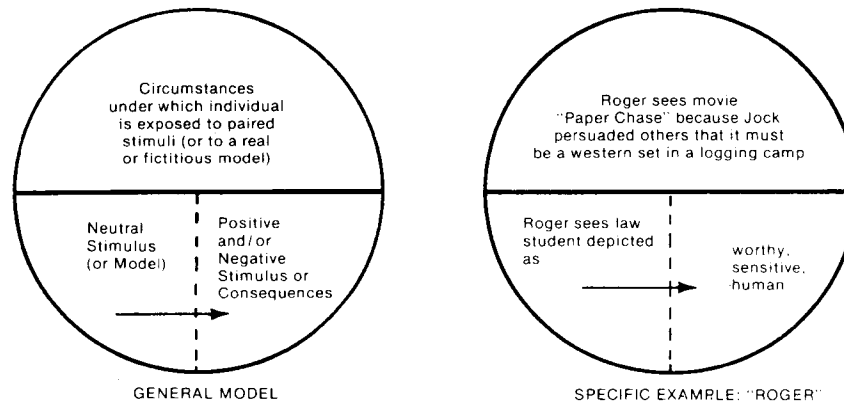 Circumstances
under which individual
is exposed to paired
stimuli (or to a real
or fictitious model)
Neutral
Stimulus
(or Model)
Positive
and/or
Negative
Stimulus or
Consequences
GENERAL MODEL
Roger sees movie
"Paper Chase" because Jock
persuaded others that it must
be a western set in a logging camp
Roger sees law
student depicted
as
worthy,
sensitive,
human
SPECIFIC EXAMPLE: "ROGER"